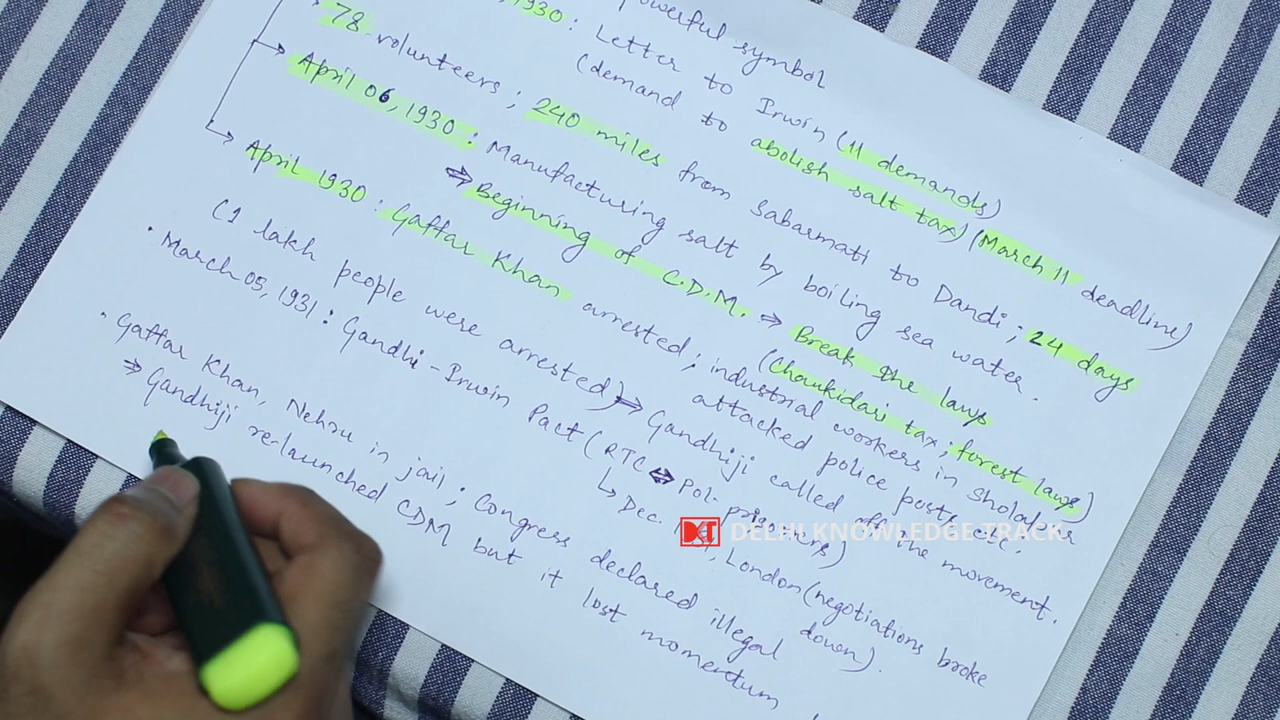 powerful symbol
, 1930 : Letter to Irwin (11 demands)
(demand to abolish salt tax) (March 11 deadline)
78 volunteers ; 240 miles from Sabarmati to Dandi ; 24 days
April 06, 1930 : Manufacturing salt by boiling sea water.
⇒ Beginning of C.D.M. ⇒ Break the laws
(Chaukidari tax ; forest laws)
April 1930 : Gaffar Khan arrested ; industrial workers in Sholapur
attacked police posts etc.
(1 lakh people were arrested) ⇒ Gandhiji called off the movement.
• March 05, 1931 : Gandhi-Irwin Pact (RTC ⇔ Pol. prisoners)
↳ Dec. London (negotiations broke
down).
• Gaffar Khan, Nehru in jail ; Congress declared illegal
⇒ Gandhiji re-launched CDM but it lost momentum
DKT DELHI KNOWLEDGE TRACK